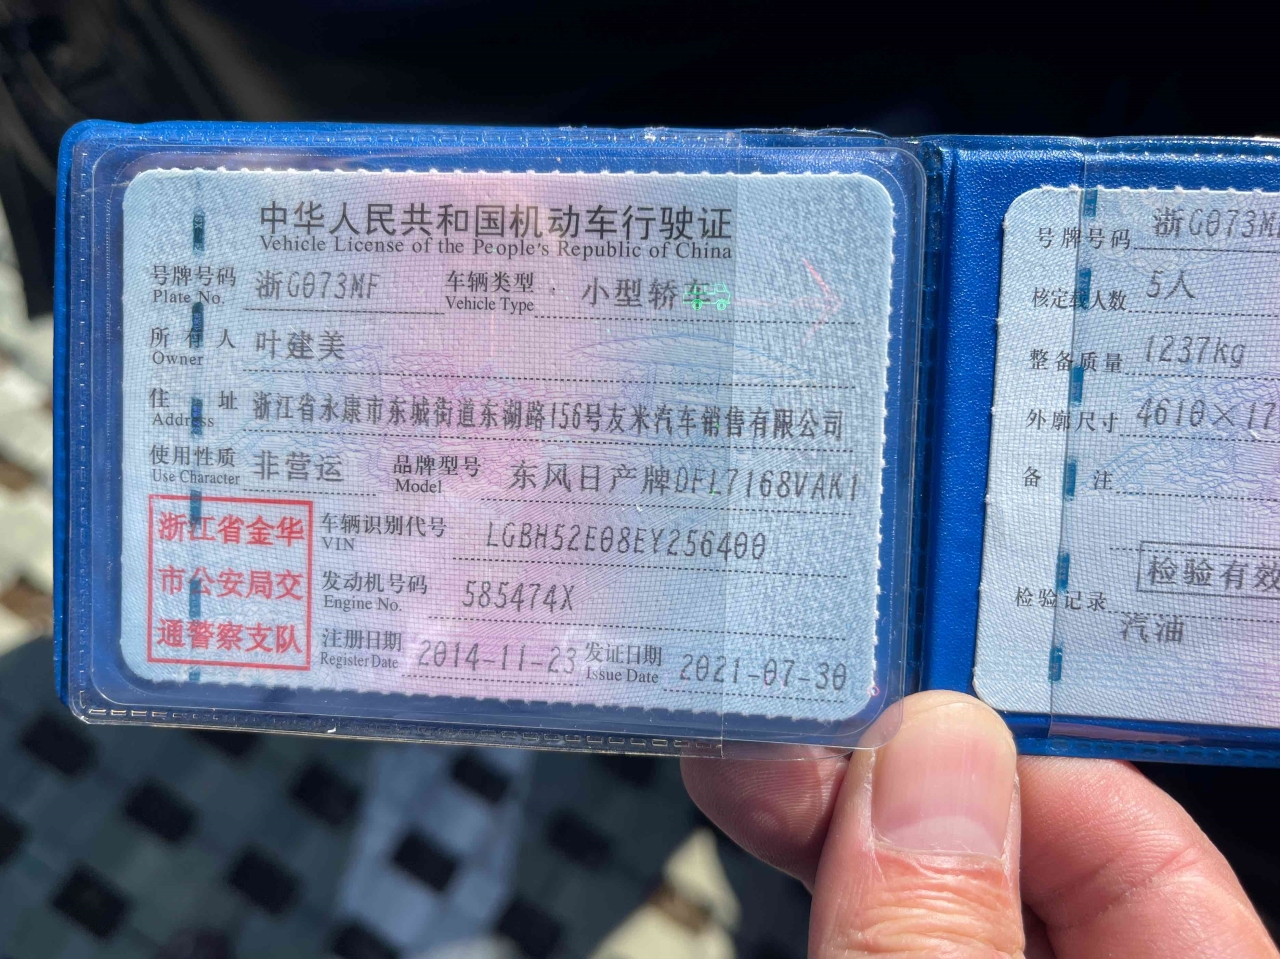 中华人民共和国机动车行驶证
Vehicle License of the People's Republic of China
号牌号码 浙G073MF 车辆类型 小型轿车
Plate No. Vehicle Type
所有人 叶建美
Owner
住址 浙江省永康市东城街道东湖路156号友米汽车销售有限公司
Address
使用性质 非营运 品牌型号 东风日产牌DFL7168VAK1
Use Character Model
浙江省金华
市公安局交
通警察支队
车辆识别代号 LGBH52E08EY256400
VIN
发动机号码 585474X
Engine No.
注册日期 2014-11-23 发证日期 2021-07-30
Register Date Issue Date
号牌号码 浙G073M
核定载人数 5人
整备质量 1237kg
外廓尺寸 4610×17
备注
检验有效
检验记录
汽油